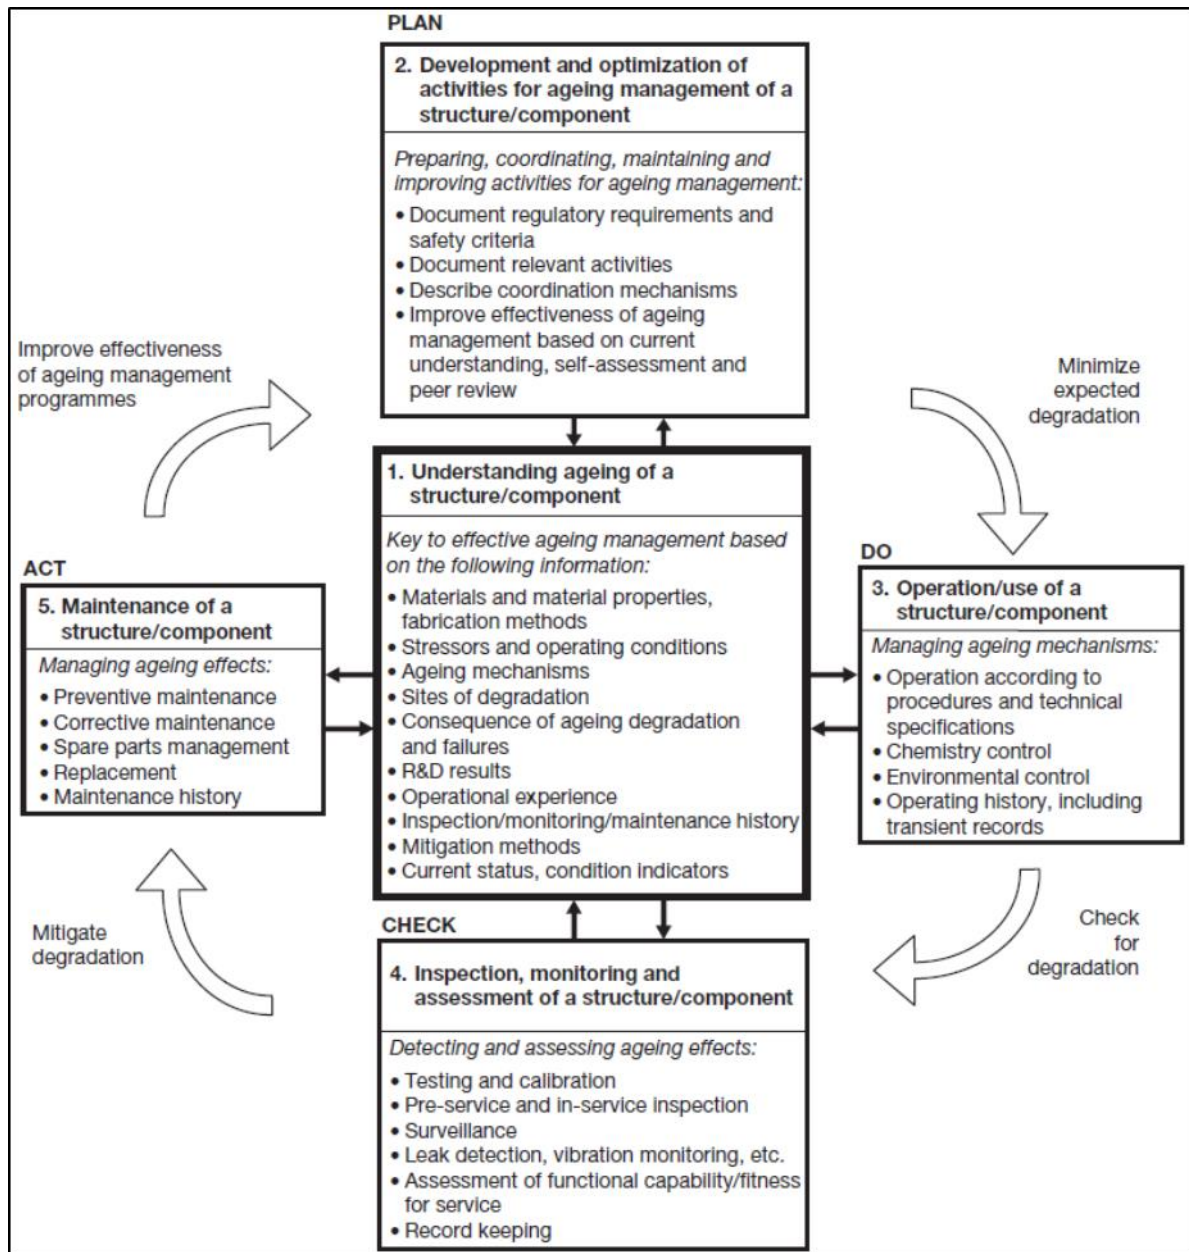 PLAN
2. Development and optimization of
activities for ageing management of a
structure/component
Preparing, coordinating, maintaining and
improving activities for ageing management:
• Document regulatory requirements and
safety criteria
• Document relevant activities
• Describe coordination mechanisms
• Improve effectiveness of ageing
management based on current
understanding, self-assessment and
peer review
Improve effectiveness
of ageing management
programmes
Minimize
expected
degradation
1. Understanding ageing of a
structure/component
Key to effective ageing management based
on the following information:
• Materials and material properties,
fabrication methods
• Stressors and operating conditions
• Ageing mechanisms
• Sites of degradation
• Consequence of ageing degradation
and failures
• R&D results
• Operational experience
• Inspection/monitoring/maintenance history
• Mitigation methods
• Current status, condition indicators
ACT
5. Maintenance of a
structure/component
Managing ageing effects:
• Preventive maintenance
• Corrective maintenance
• Spare parts management
• Replacement
• Maintenance history
DO
3. Operation/use of a
structure/component
Managing ageing mechanisms:
• Operation according to
procedures and technical
specifications
• Chemistry control
• Environmental control
• Operating history, including
transient records
Mitigate
degradation
Check
for
degradation
CHECK
4. Inspection, monitoring and
assessment of a structure/component
Detecting and assessing ageing effects:
• Testing and calibration
• Pre-service and in-service inspection
• Surveillance
• Leak detection, vibration monitoring, etc.
• Assessment of functional capability/fitness
for service
• Record keeping